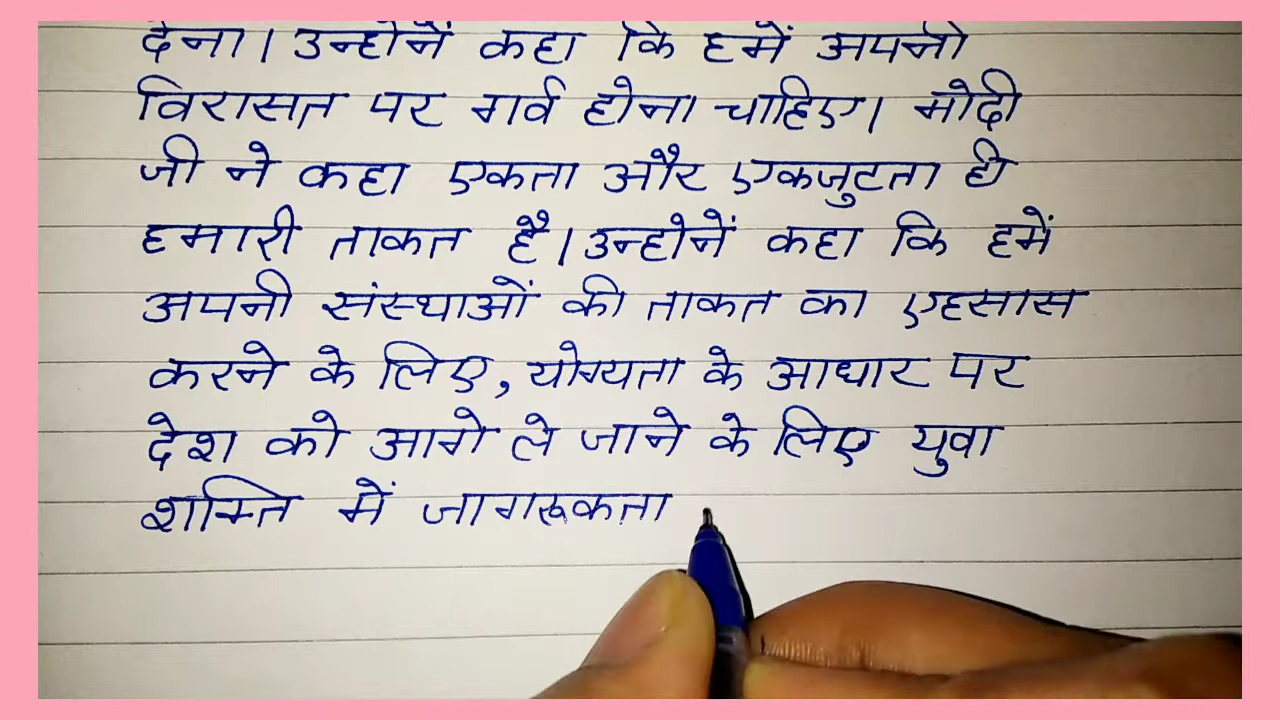 देना। उन्होनें कहा कि हमें अपनी
विरासत पर गर्व होना चाहिए। मोदी
जी ने कहा एकता और एकजुटता ही
हमारी ताकत है। उन्होनें कहा कि हमें
अपनी संस्थाओं की ताकत का एहसास
करने के लिए, योग्यता के आधार पर
देश को आगे ले जाने के लिए युवा
शक्ति में जागरूकता